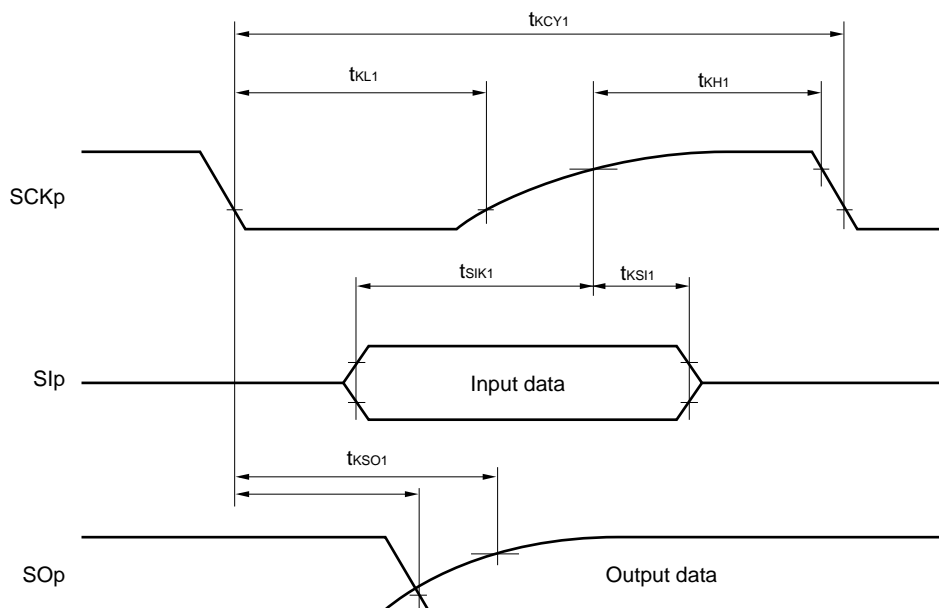 tKCY1
tKL1
tKH1
SCKp
tSIK1
tKSI1
SIp
Input data
tKSO1
SOp
Output data